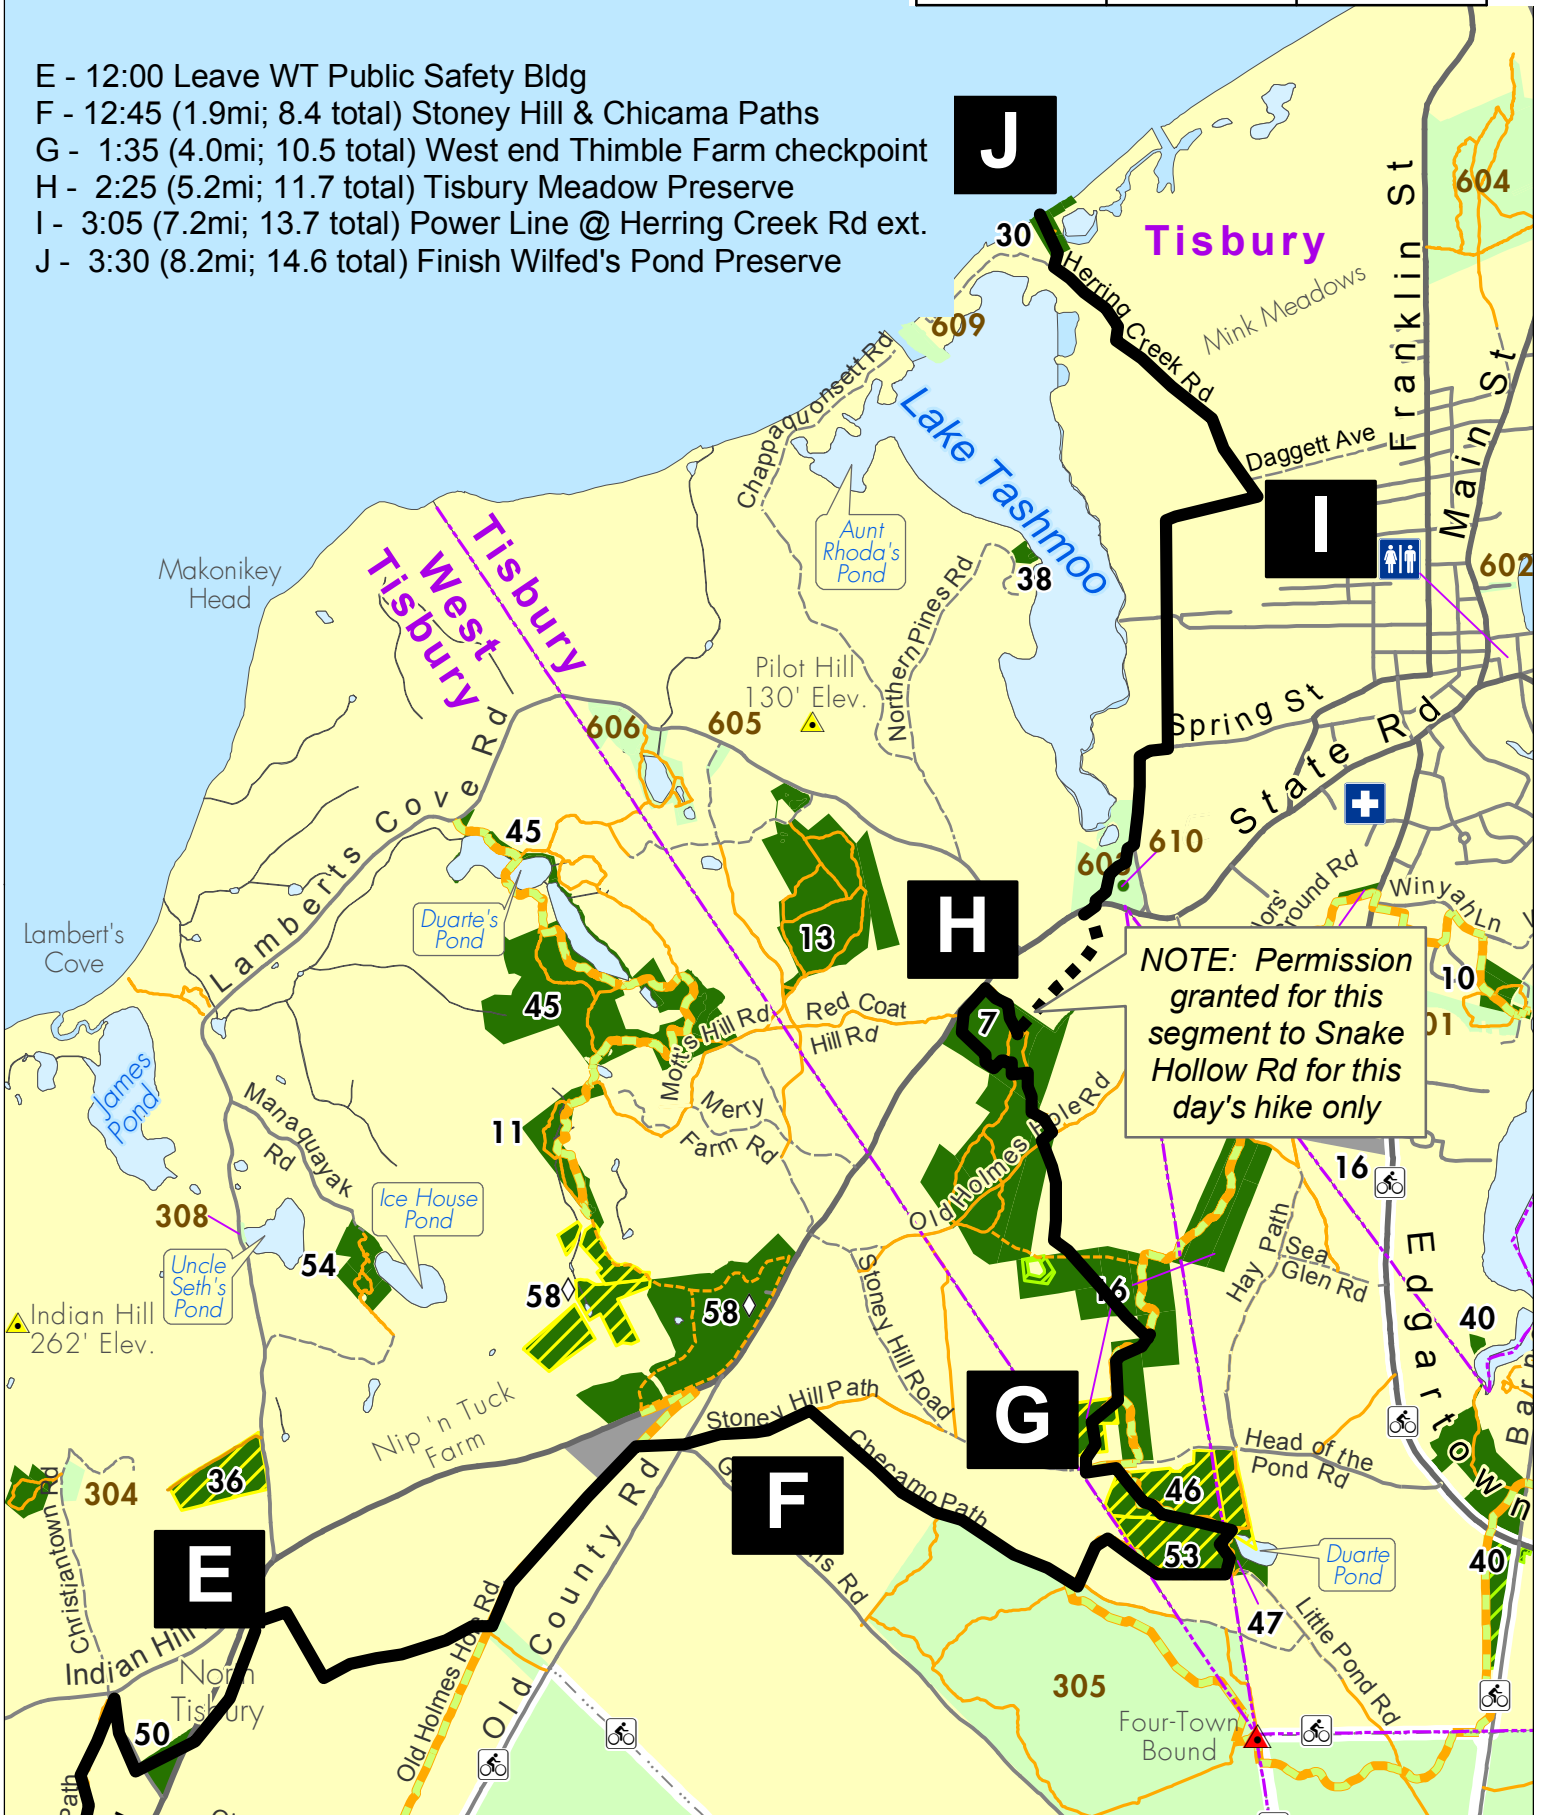 E - 12:00 Leave WT Public Safety Bldg
F - 12:45 (1.9mi; 8.4 total) Stoney Hill & Chicama Paths
G -  1:35 (4.0mi; 10.5 total) West end Thimble Farm checkpoint
H -  2:25 (5.2mi; 11.7 total) Tisbury Meadow Preserve
I -  3:05 (7.2mi; 13.7 total) Power Line @ Herring Creek Rd ext.
J -  3:30 (8.2mi; 14.6 total) Finish Wilfed's Pond Preserve
J
30
Tisbury
Herring Creek Rd
Mink Meadows
Franklin St
Main St
604
609
Chappaquonsett Rd
Lake Tashmoo
Daggett Ave
I
602
Aunt
Rhoda's
Pond
38
Northern Pines Rd
Makonikey
Head
Tisbury
West
Tisbury
Pilot Hill
130' Elev.
606
605
Spring St
State Rd
Lamberts Cove Rd
45
13
610
H
Duarte's
Pond
45
Lambert's
Cove
Ground Rd
Winyah Ln
10
NOTE:  Permission
granted for this
segment to Snake
Hollow Rd for this
day's hike only
7
Red Coat
Hill Rd
Mott's Hill Rd
Merry
Farm Rd
James
Pond
Manaquayak
Rd
11
Old Holmes Hole Rd
16
308
Ice House
Pond
Uncle
Seth's
Pond
54
58
58
16
Hay Path
Sea
Glen Rd
Edgartown
40
Indian Hill
262' Elev.
Stoney Hill Road
Nip 'n Tuck
Farm
Stoney Hill Path
G
Head of the
Pond Rd
Checamo Path
F
46
36
304
Christiantown Rd
E
53
Duarte
Pond
40
47
Little Pond Rd
Old County Rd
Indian Hill
North
Tisbury
50
Path
305
Four-Town
Bound